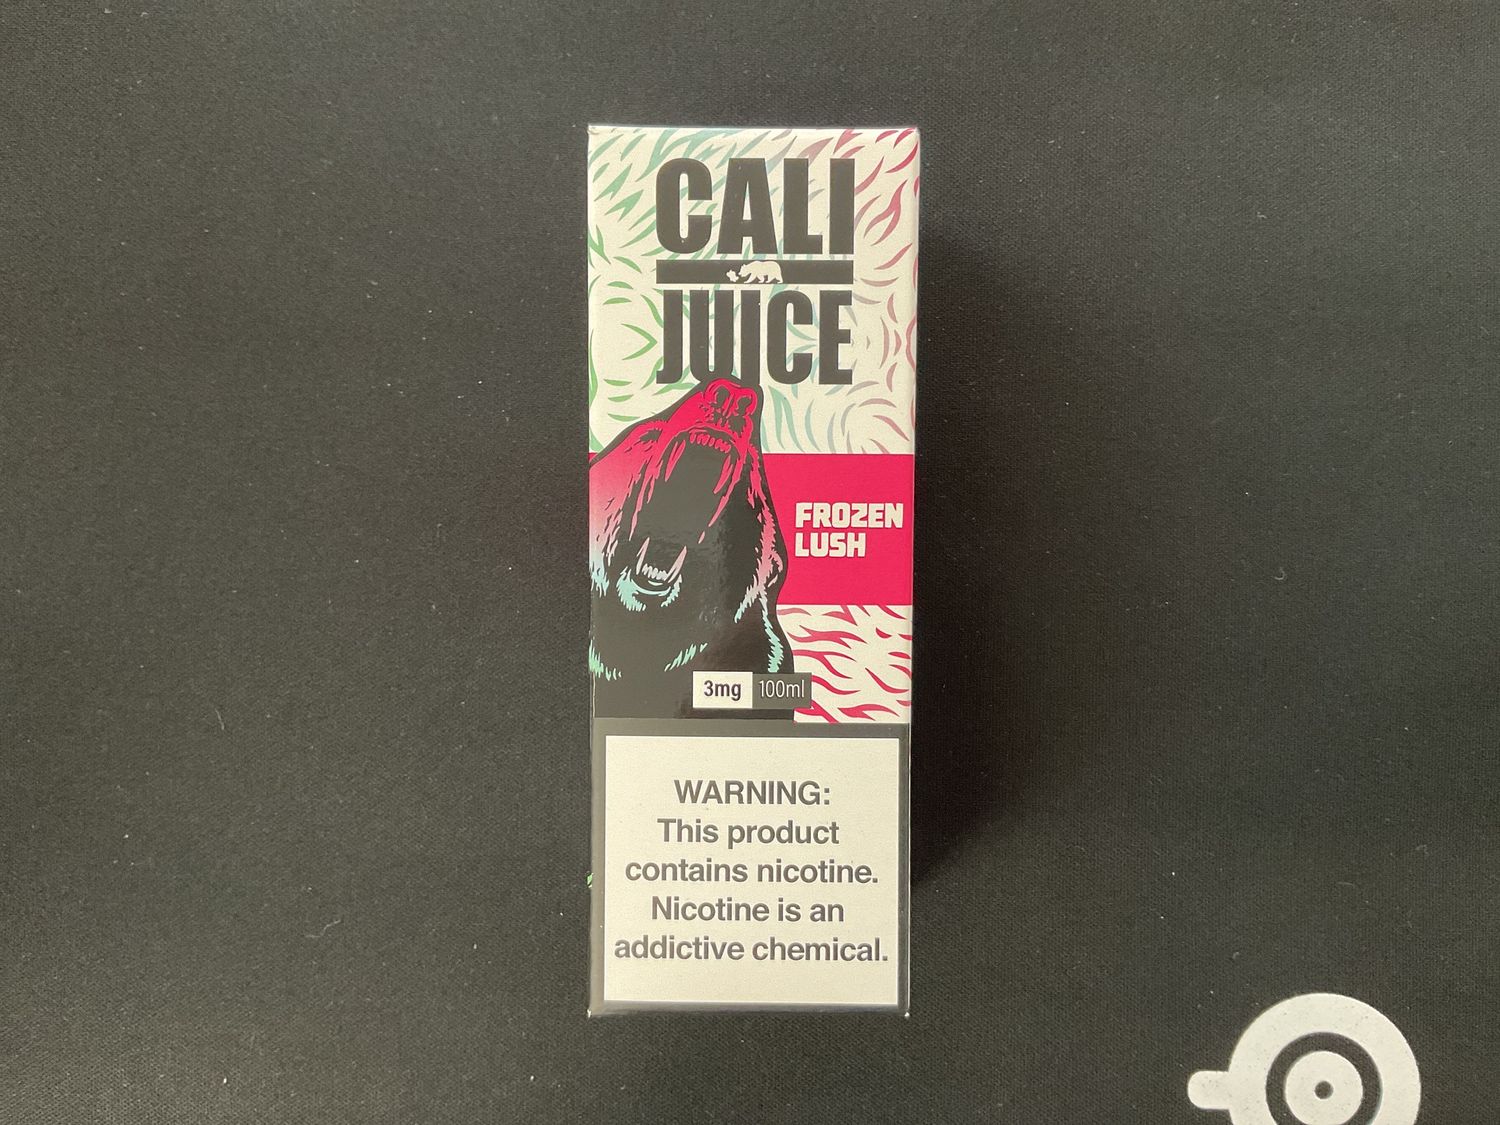 CALI
JUICE
FROZEN
LUSH
3mg 100ml
WARNING:
This product
contains nicotine.
Nicotine is an
addictive chemical.